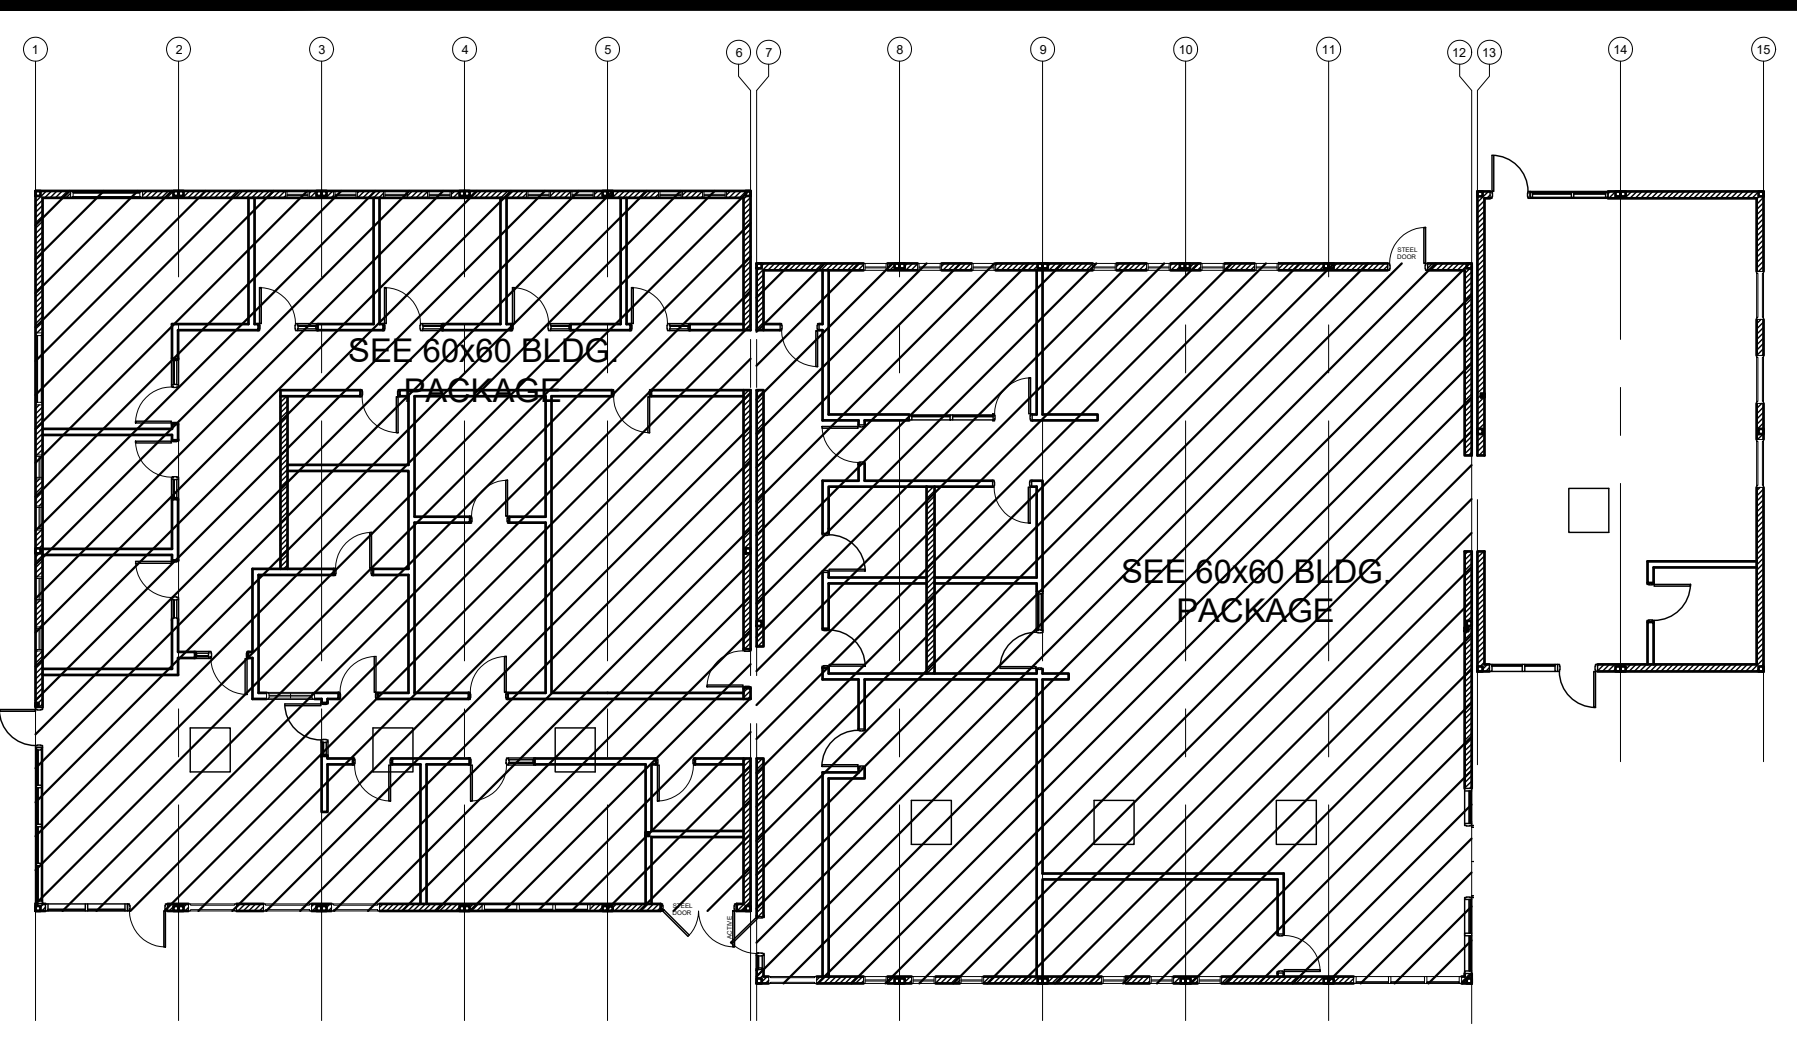 1 2 3 4 5 6 7 8 9 10 11 12 13 14 15
STEEL
DOOR
SEE 60x60 BLDG.
PACKAGE
SEE 60x60 BLDG.
PACKAGE
STEEL
DOOR
ACTIVE